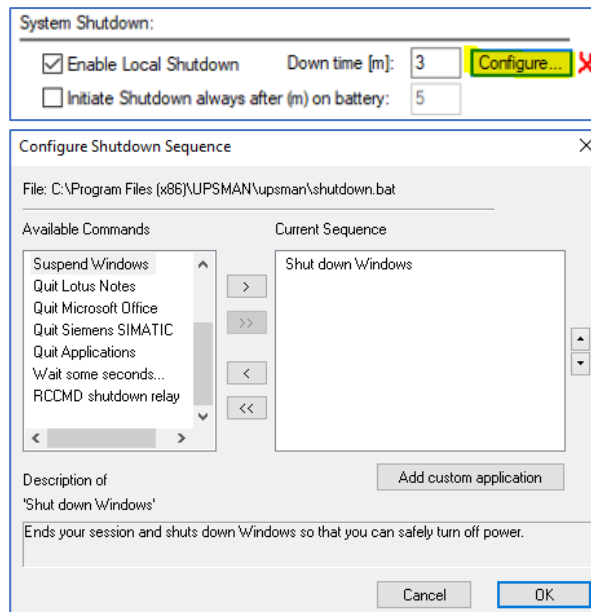 System Shutdown:
Enable Local Shutdown Down time [m]: 3 Configure...
Initiate Shutdown always after (m) on battery: 5
Configure Shutdown Sequence
File: C:\Program Files (x86)\UPSMAN\upsman\shutdown.bat
Available Commands Current Sequence
Suspend Windows Shut down Windows
Quit Lotus Notes
Quit Microsoft Office
Quit Siemens SIMATIC
Quit Applications
Wait some seconds...
RCCMD shutdown relay
>
>>
<
<<
Add custom application
Description of
'Shut down Windows'
Ends your session and shuts down Windows so that you can safely turn off power.
Cancel OK